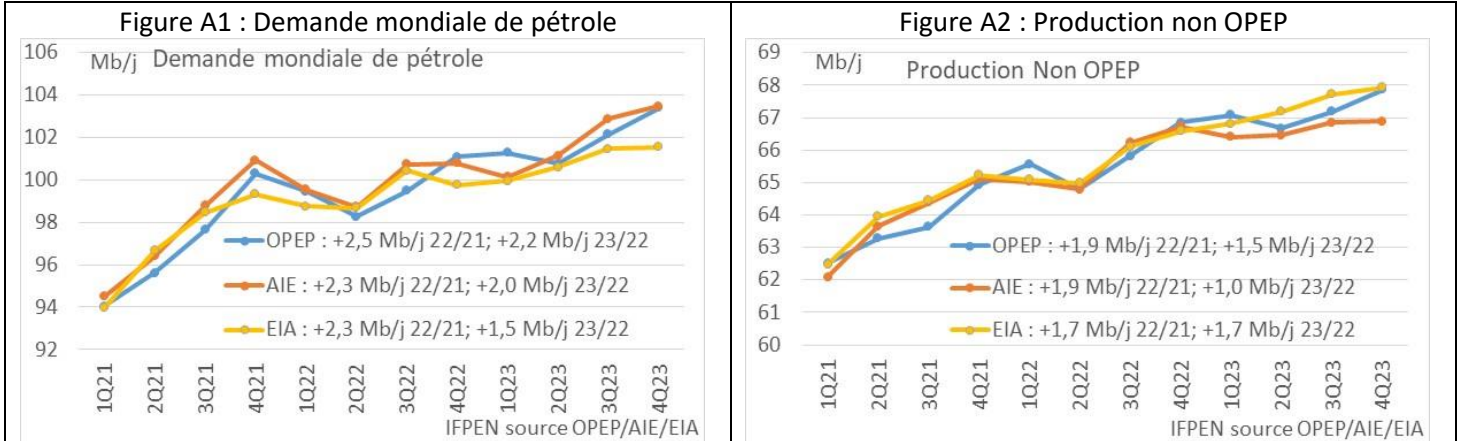 Figure A1 : Demande mondiale de pétrole
106
Mb/j
Demande mondiale de pétrole
104
102
100
98
96
94
92
OPEP : +2,5 Mb/j 22/21; +2,2 Mb/j 23/22
AIE : +2,3 Mb/j 22/21; +2,0 Mb/j 23/22
EIA : +2,3 Mb/j 22/21; +1,5 Mb/j 23/22
1Q21
2Q21
3Q21
4Q21
1Q22
2Q22
3Q22
4Q22
1Q23
2Q23
3Q23
4Q23
IFPEN source OPEP/AIE/EIA
Figure A2 : Production non OPEP
69
Mb/j
Production Non OPEP
68
67
66
65
64
63
62
61
60
OPEP : +1,9 Mb/j 22/21; +1,5 Mb/j 23/22
AIE : +1,9 Mb/j 22/21; +1,0 Mb/j 23/22
EIA : +1,7 Mb/j 22/21; +1,7 Mb/j 23/22
1Q21
2Q21
3Q21
4Q21
1Q22
2Q22
3Q22
4Q22
1Q23
2Q23
3Q23
4Q23
IFPEN source OPEP/AIE/EIA